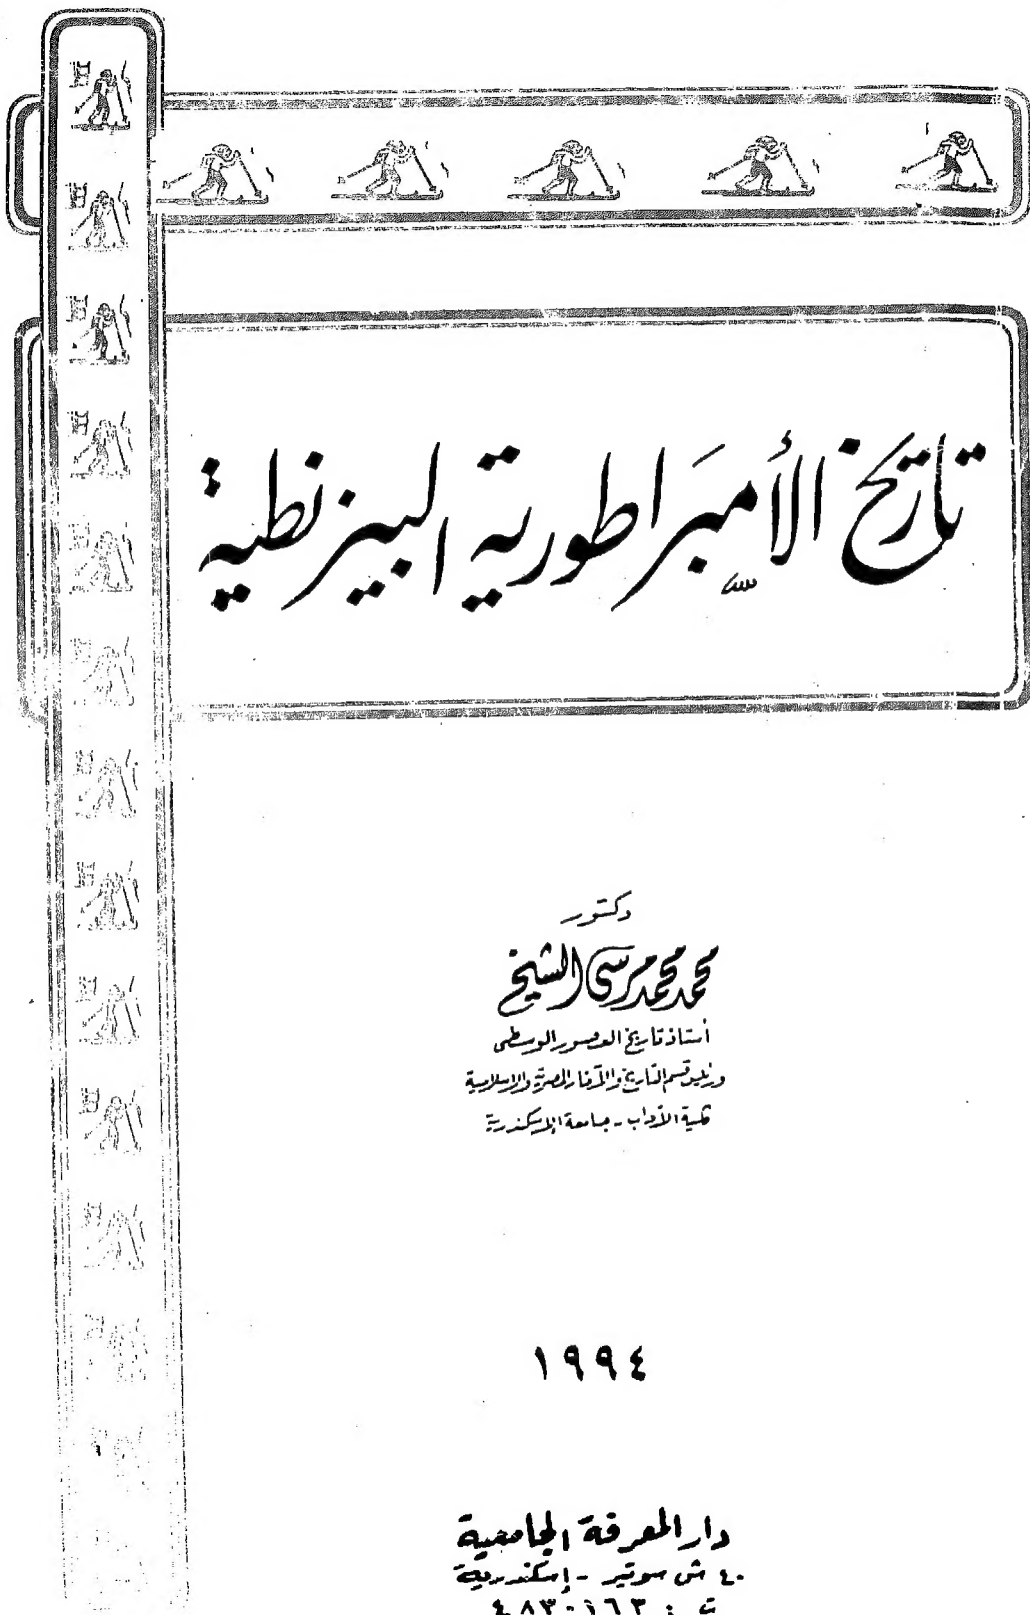 تاريخ الأمبراطورية البيزنطية
دكتور
محمد محمد مرسى الشيخ
أستاذ تاريخ العصور الوسطى
ورئيس قسم التاريخ والآثار المصرية والإسلامية
كلية الآداب - جامعة الإسكندرية
١٩٩٤
دار المعرفة الجامعية
٤٠ ش سوتير - إسكندرية
ت : ٤٨٣٠١٦٣